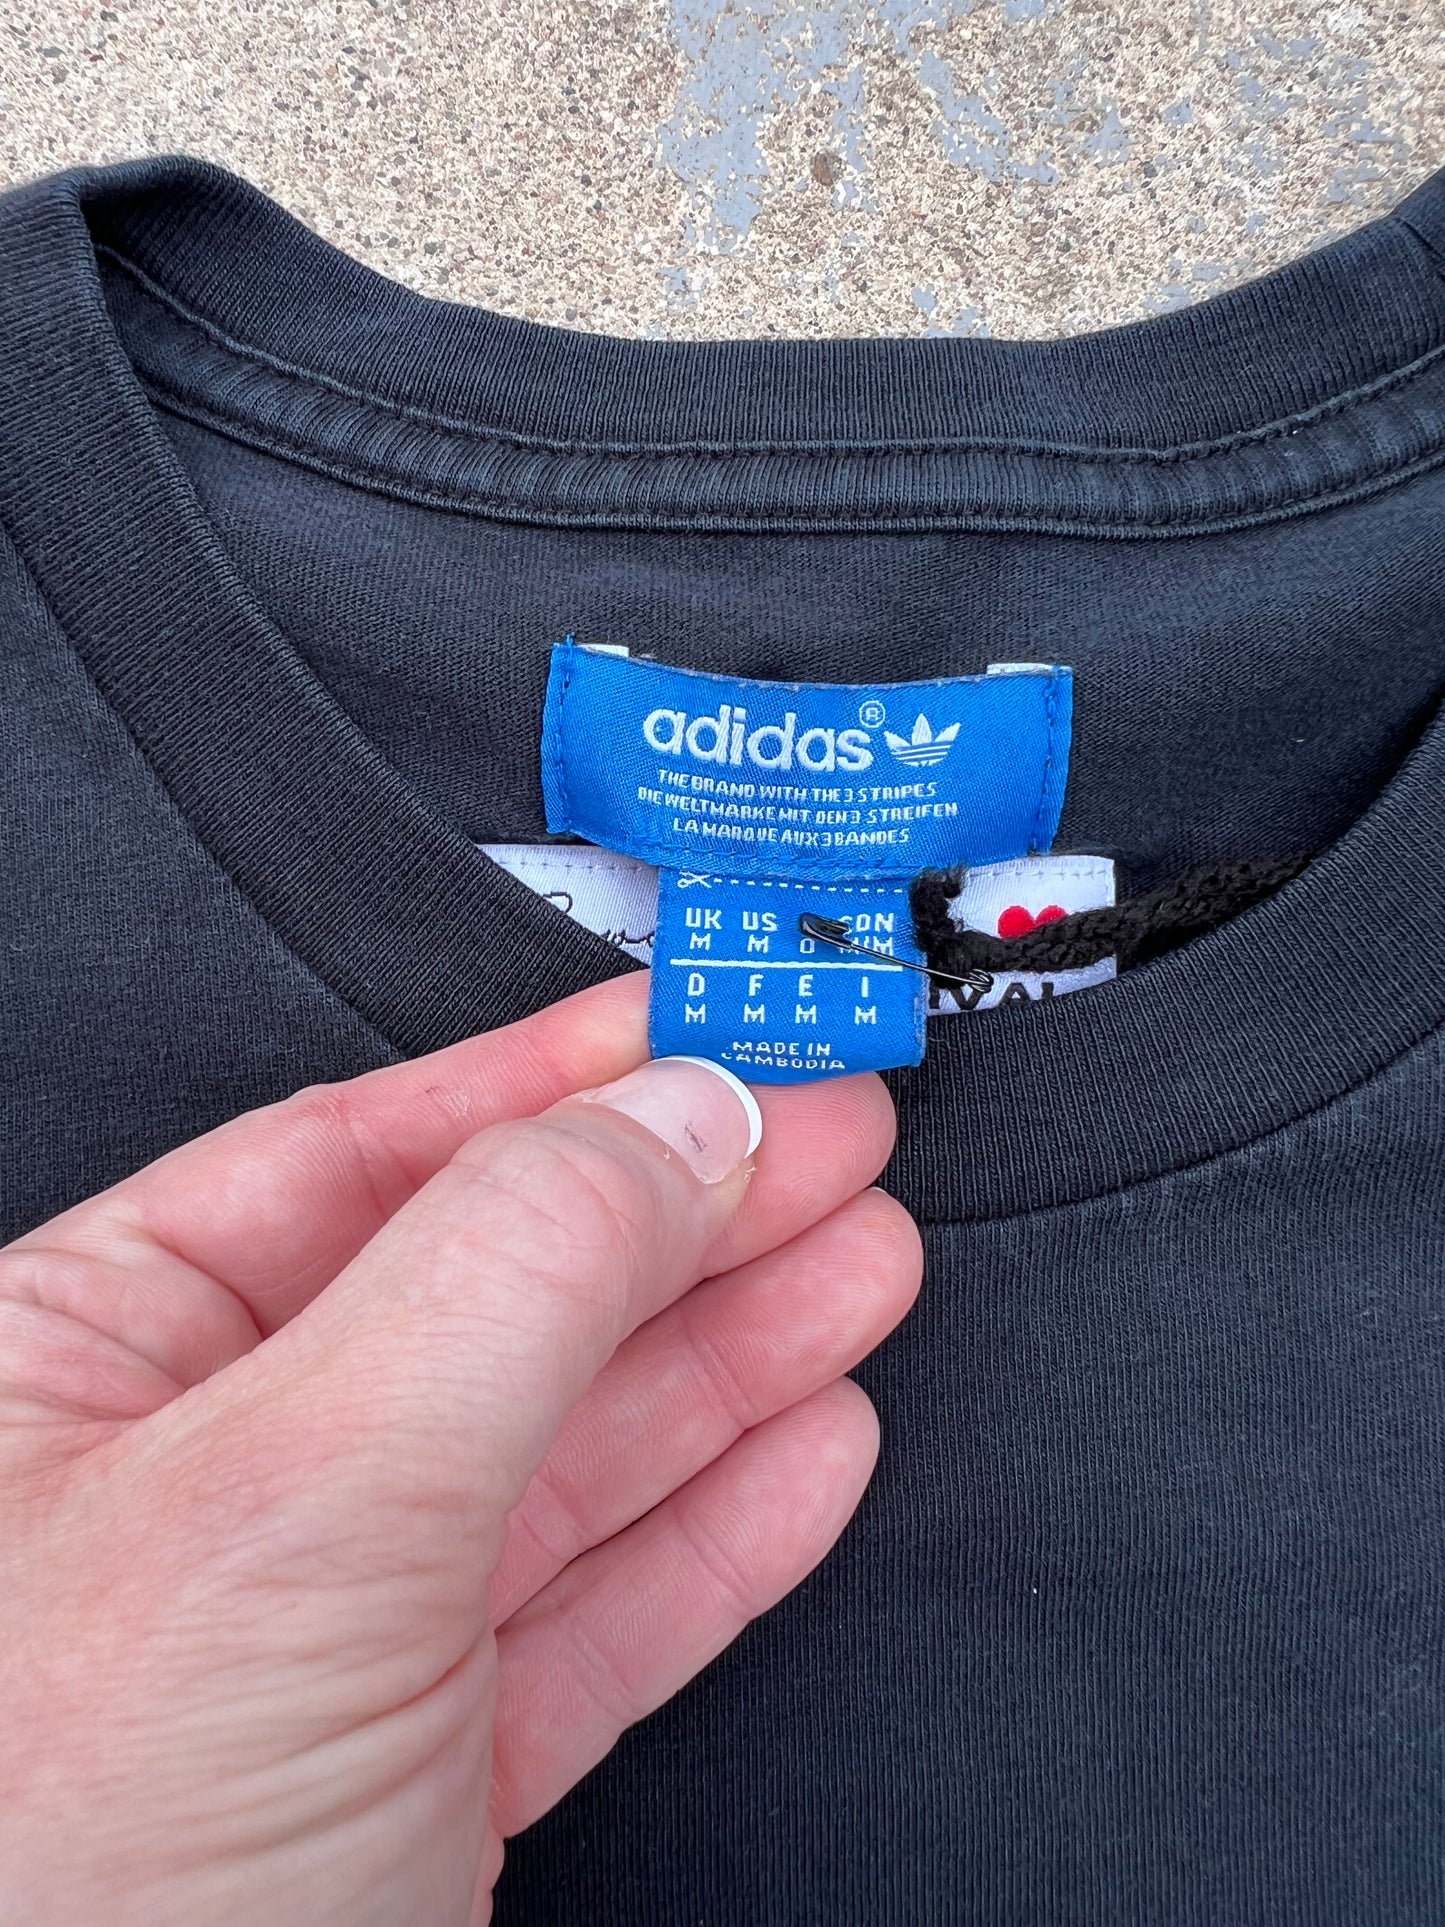 adidas®
THE BRAND WITH THE 3 STRIPES
DIE WELTMARKE MIT DEN 3 STREIFEN
LA MARQUE AUX 3 BANDES
UK US
M M O M/M
D F E I
M M M M
MADE IN
CAMBODIA